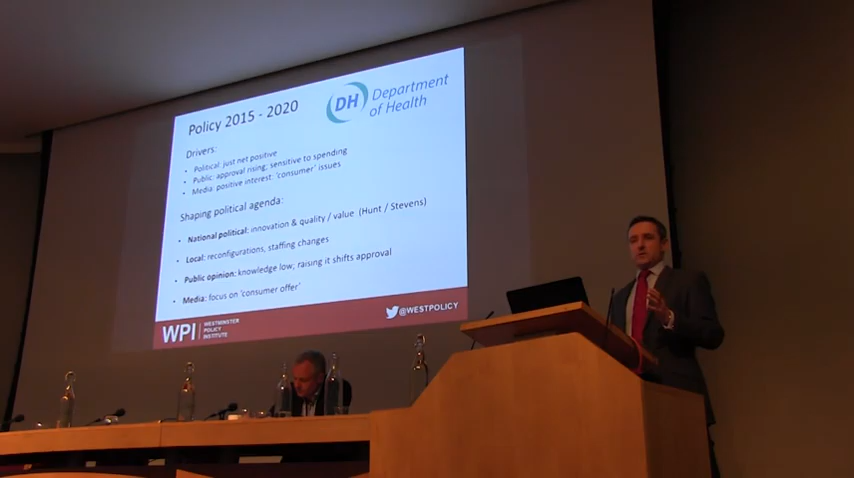 Policy 2015 - 2020
DH Department
of Health
Drivers:
• Political: just net positive
• Public: approval rising; sensitive to spending
• Media: positive interest: 'consumer' issues
Shaping political agenda:
• National political: innovation & quality / value (Hunt / Stevens)
• Local: reconfigurations, staffing changes
• Public opinion: knowledge low; raising it shifts approval
• Media: focus on 'consumer offer'
WPI WESTMINSTER
POLICY
INSTITUTE
@WESTPOLICY